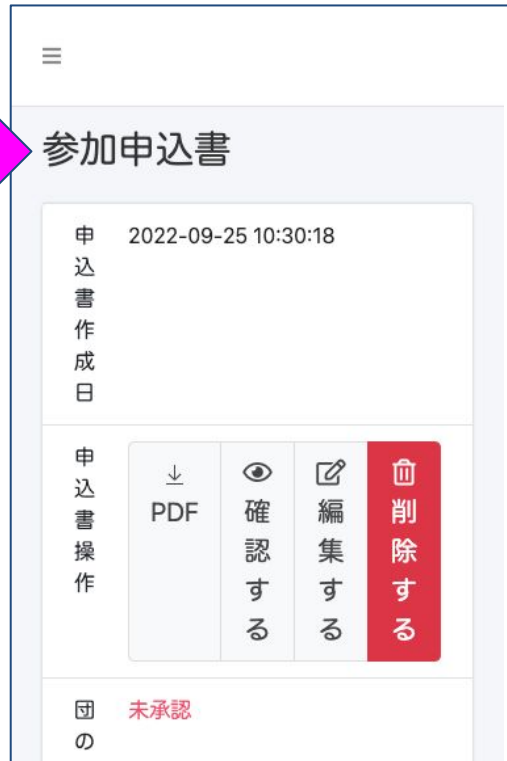 参加申込書
申込書作成日
2022-09-25 10:30:18
申込書操作
PDF
確認する
編集する
削除する
団の
未承認